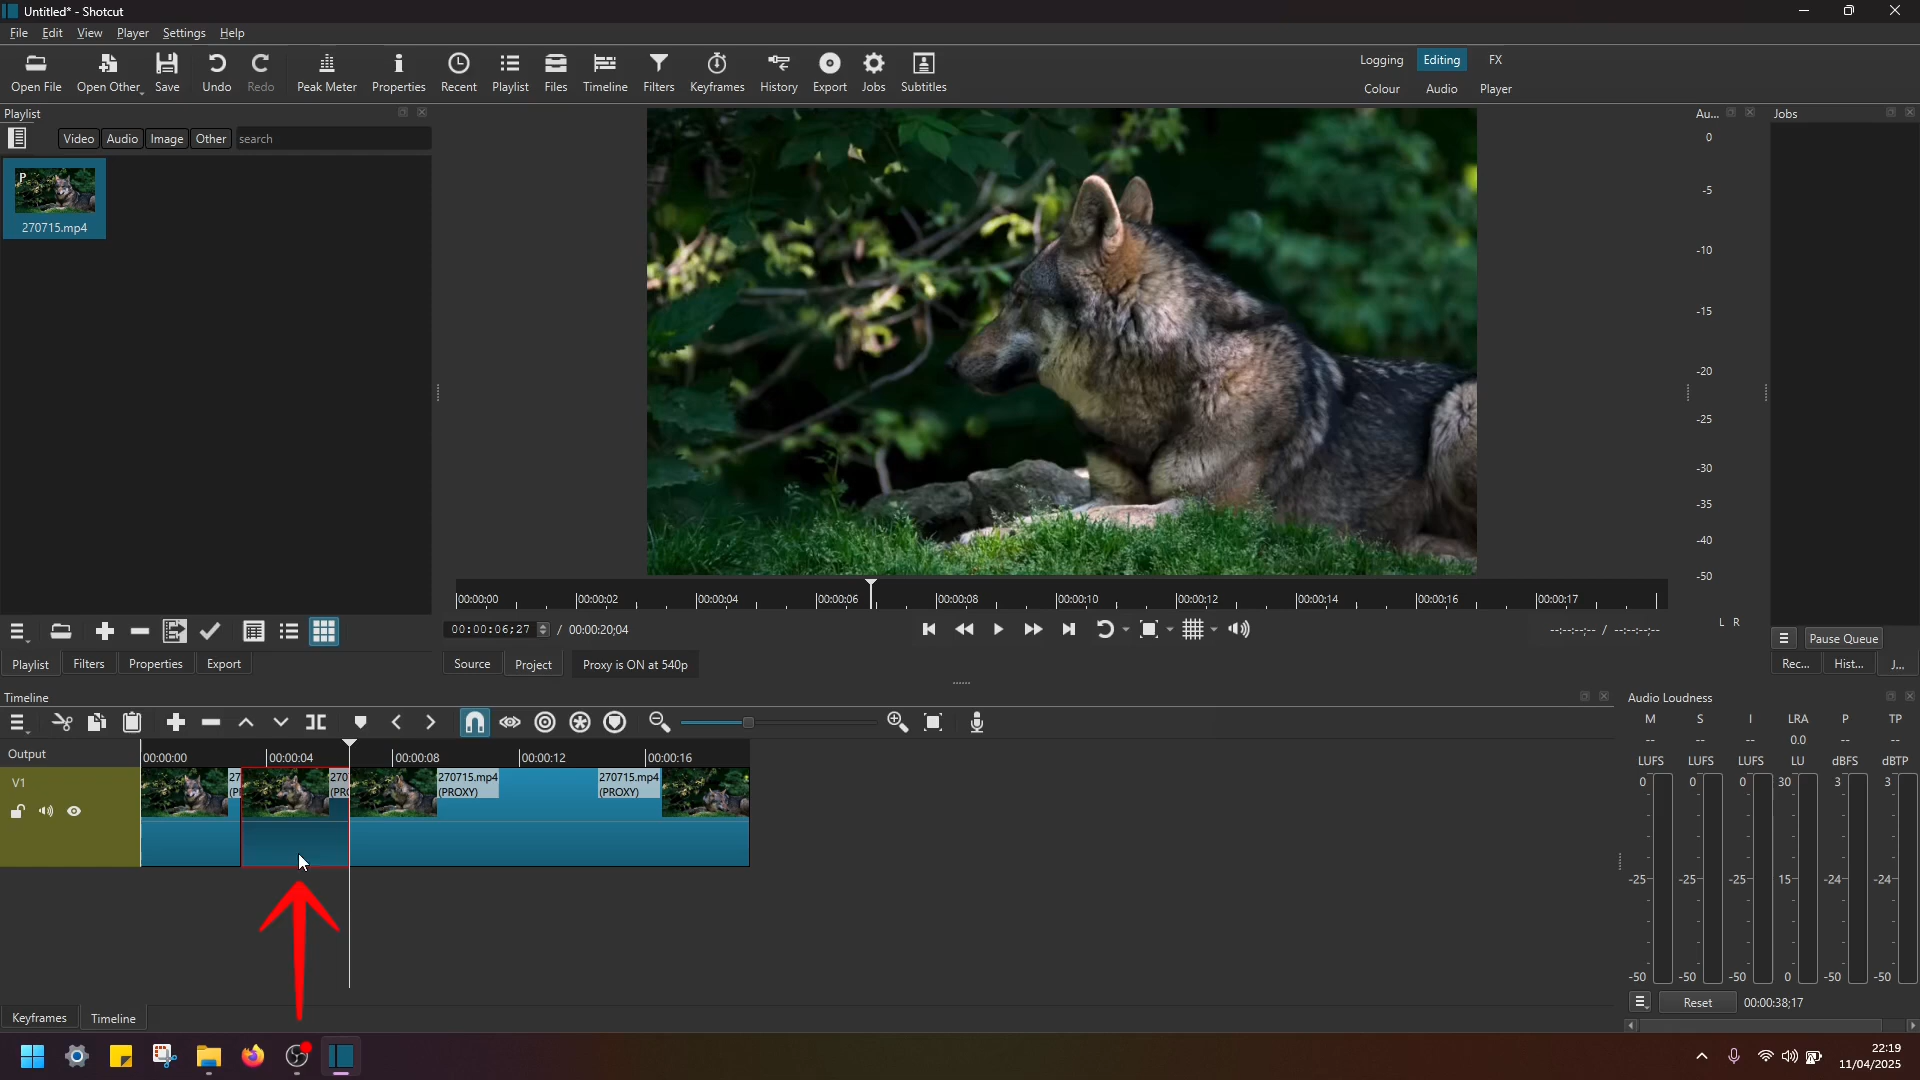 Untitled* - Shotcut
File Edit View Player Settings Help
Open File Open Other Save Undo Redo Peak Meter Properties Recent Playlist Files Timeline Filters Keyframes History Export Jobs Subtitles
Logging Editing FX
Colour Audio Player
Playlist
Video Audio Image Other search
P
270715.mp4
Au...
0
-5
-10
-15
-20
-25
-30
-35
-40
-50
L R
Jobs
00:00:00 00:00:02 00:00:04 00:00:06 00:00:08 00:00:10 00:00:12 00:00:14 00:00:16 00:00:17
00:00:06;27 / 00:00:20;04
--:--:--;-- / --:--:--;--
Pause Queue
Playlist Filters Properties Export
Source Project Proxy is ON at 540p
Rec... Hist... J...
Timeline
Output
00:00:00 00:00:04 00:00:08 00:00:12 00:00:16
V1
27 270 270715.mp4 270715.mp4
(PI (PRC (PROXY) (PROXY)
Keyframes Timeline
Audio Loudness
M S I LRA P TP
-- -- -- 0.0 -- --
LUFS LUFS LUFS LU dBFS dBTP
0 0 0 30 3 3
-25 -25 -25 15 -24 -24
-50 -50 -50 0 -50 -50
Reset 00:00:38;17
22:19
11/04/2025